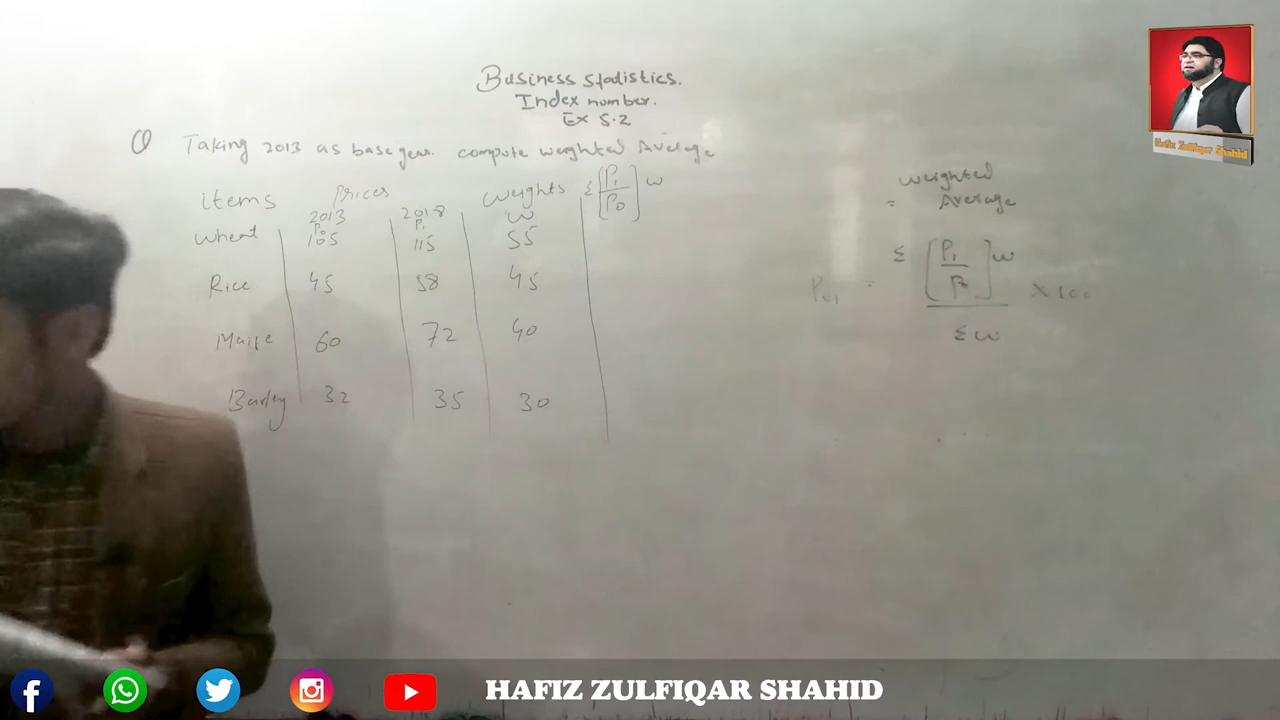 Business Statistics.
Index number.
Ex 5.2
Q Taking 2013 as base year. compute weighted Average
Items Prices weights Σ[P1/P0]w
2013 2018 w
P0 P1
Wheat 105 115 55
Rice 45 58 45
Maize 60 72 40
Barley 32 35 30
weighted
= Average
P01 = Σ[P1/P0]w / Σw × 100
Hafiz Zulfiqar Shahid
HAFIZ ZULFIQAR SHAHID